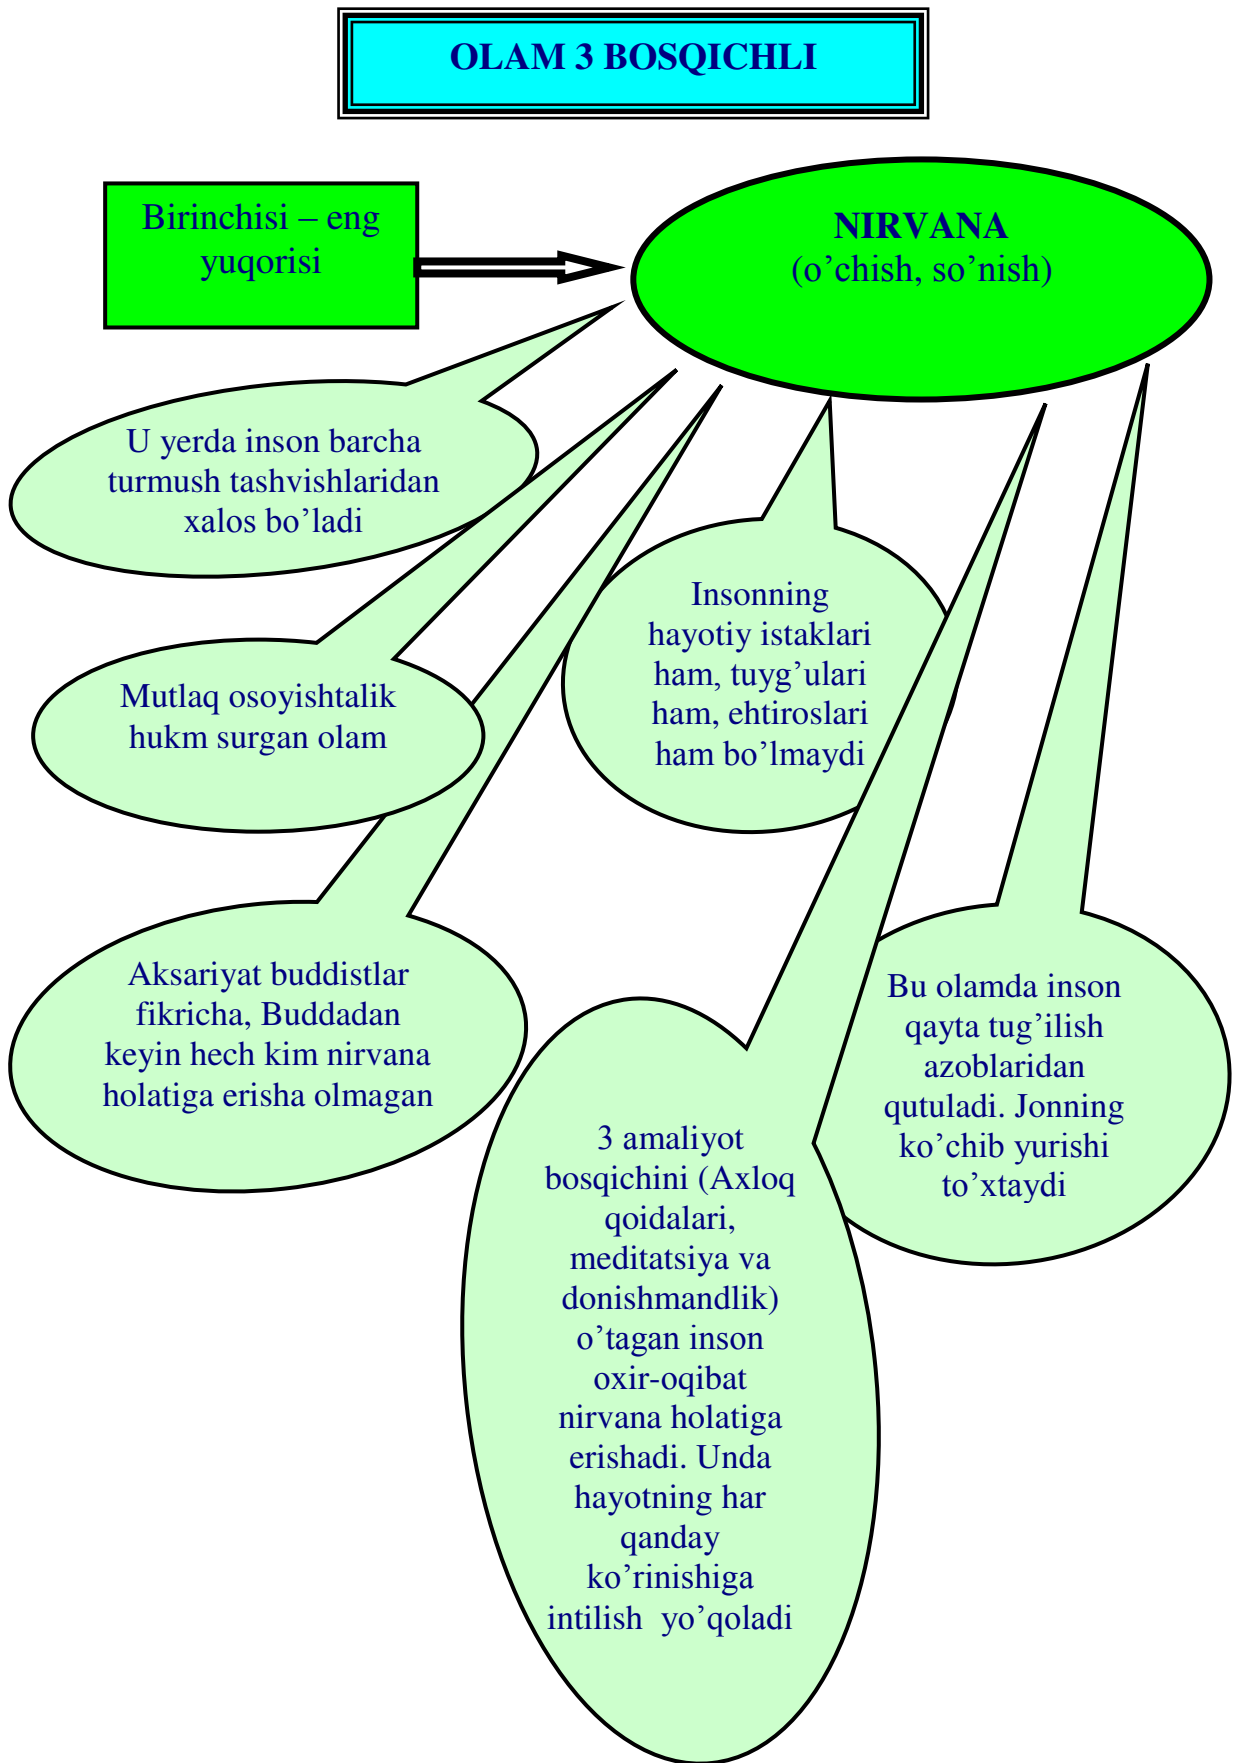 OLAM 3 BOSQICHLI
Birinchisi – eng
yuqorisi
NIRVANA
(o’chish, so’nish)
U yerda inson barcha
turmush tashvishlaridan
xalos bo’ladi
Mutlaq osoyishtalik
hukm surgan olam
Insonning
hayotiy istaklari
ham, tuyg’ulari
ham, ehtiroslari
ham bo’lmaydi
Aksariyat buddistlar
fikricha, Buddadan
keyin hech kim nirvana
holatiga erisha olmagan
3 amaliyot
bosqichini (Axloq
qoidalari,
meditatsiya va
donishmandlik)
o’tagan inson
oxir-oqibat
nirvana holatiga
erishadi. Unda
hayotning har
qanday
ko’rinishiga
intilish  yo’qoladi
Bu olamda inson
qayta tug’ilish
azoblaridan
qutuladi. Jonning
ko’chib yurishi
to’xtaydi